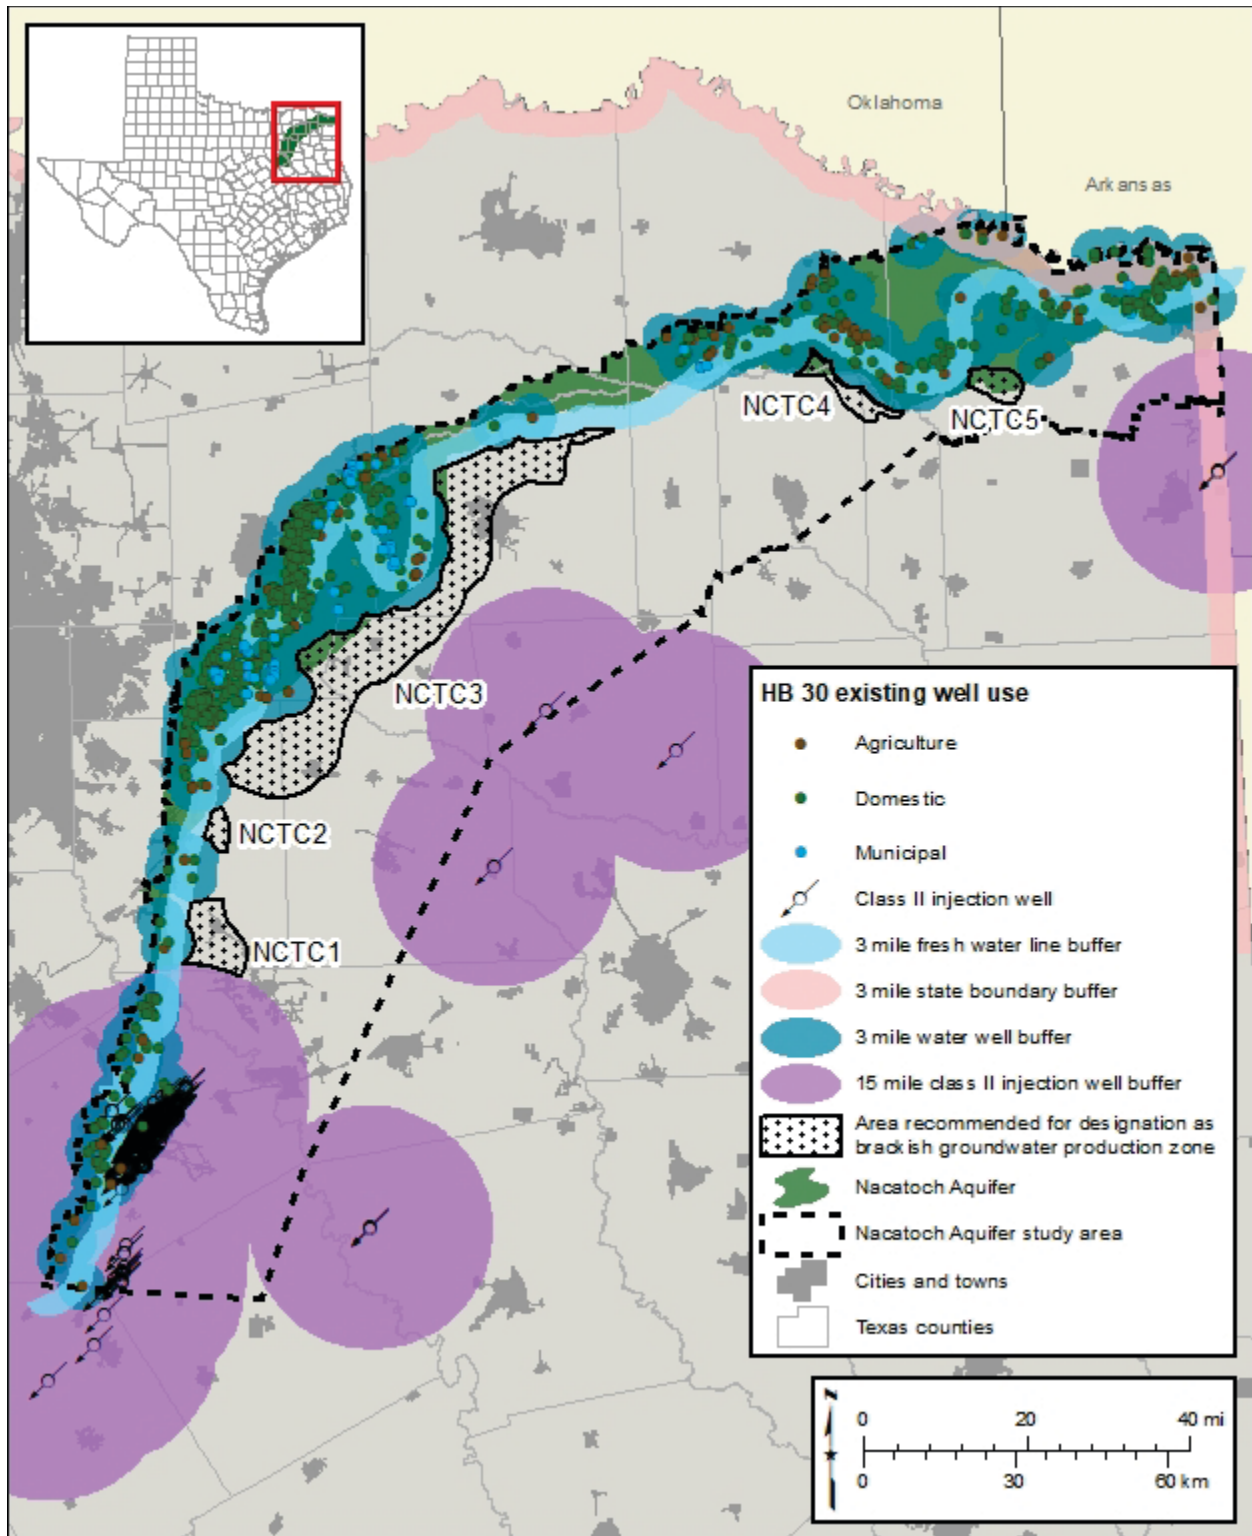 Oklahoma
Arkansas
NCTC4
NCTC5
NCTC3
NCTC2
NCTC1
HB 30 existing well use
Agriculture
Domestic
Municipal
Class II injection well
3 mile fresh water line buffer
3 mile state boundary buffer
3 mile water well buffer
15 mile class II injection well buffer
Area recommended for designation as
brackish groundwater production zone
Nacatoch Aquifer
Nacatoch Aquifer study area
Cities and towns
Texas counties
N
0 20 40 mi
0 30 60 km